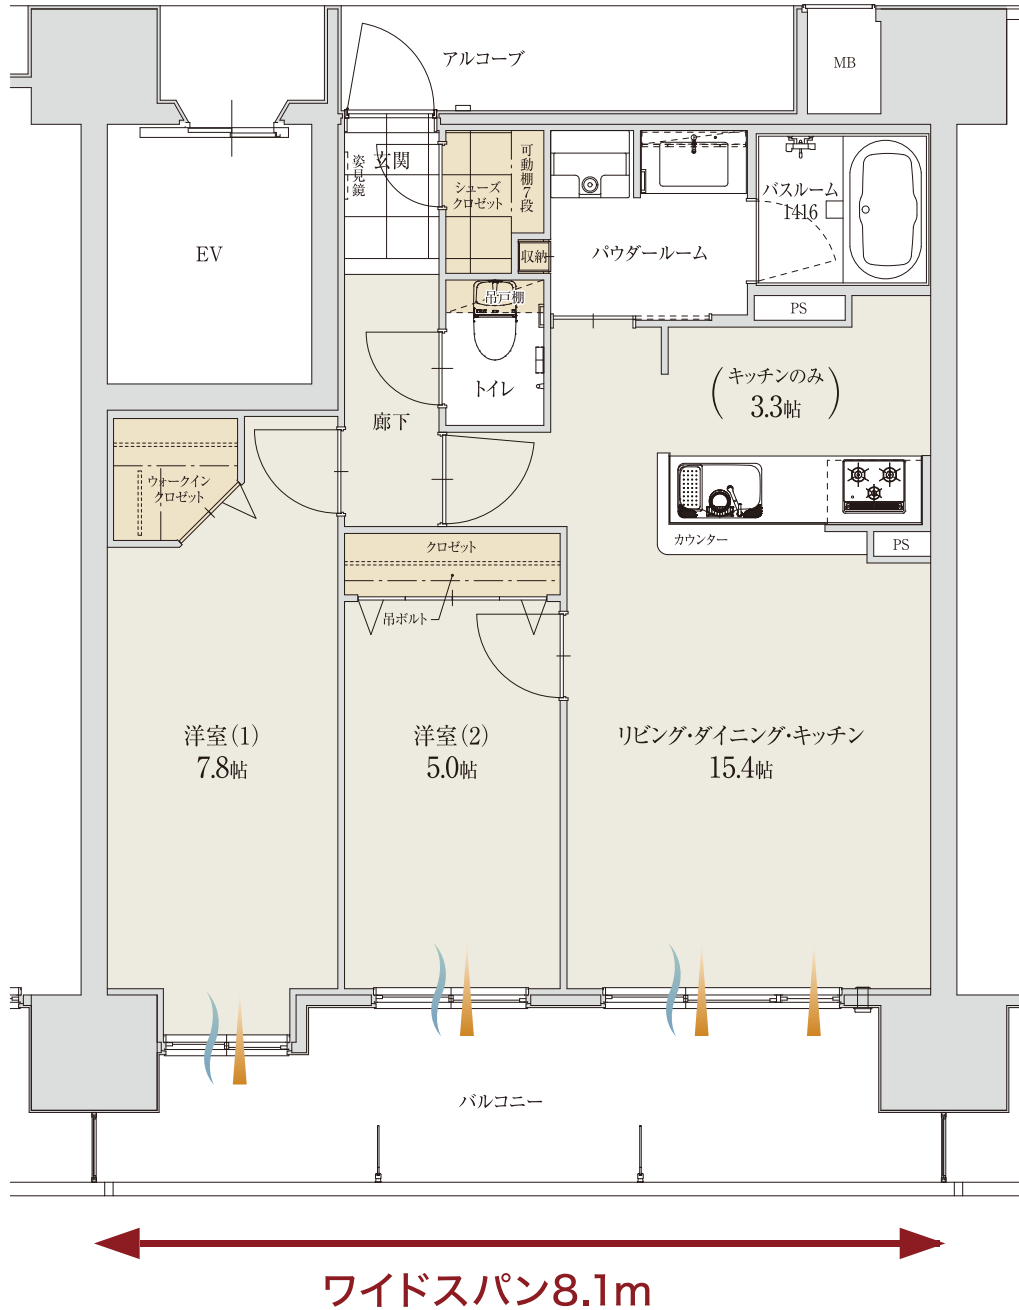 アルコーブ
MB
玄関
姿見鏡
シューズ
クロゼット
可動棚7段
収納
バスルーム
1416
EV
パウダールーム
吊戸棚
PS
トイレ
キッチンのみ
(3.3帖)
廊下
ウォークイン
クロゼット
カウンター
PS
クロゼット
吊ボルト
洋室(1)
7.8帖
洋室(2)
5.0帖
リビング・ダイニング・キッチン
15.4帖
バルコニー
ワイドスパン8.1m